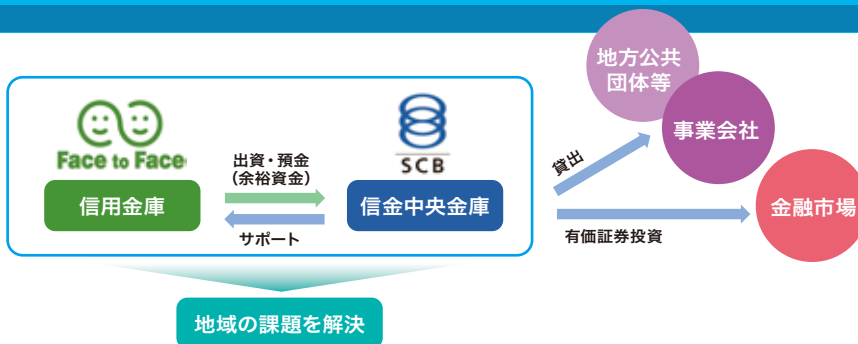 地方公共
団体等
事業会社
Face to Face
出資・預金
(余裕資金)
SCB
貸出
信用金庫
信金中央金庫
金融市場
サポート
有価証券投資
地域の課題を解決